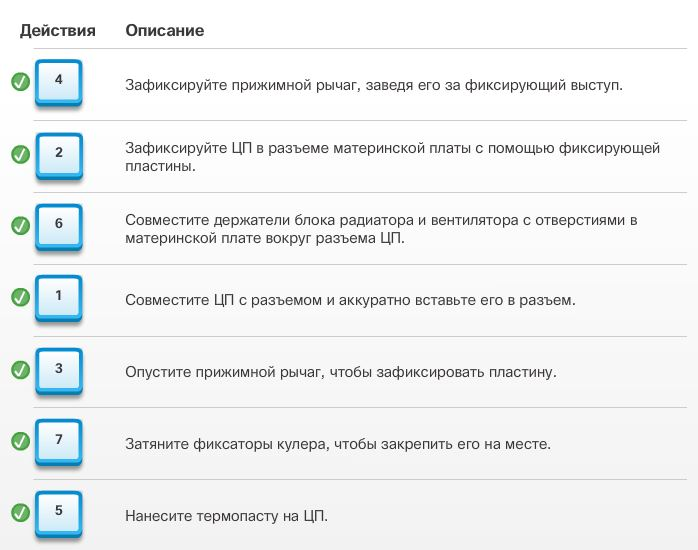 Действия Описание
4 Зафиксируйте прижимной рычаг, заведя его за фиксирующий выступ.
2 Зафиксируйте ЦП в разъеме материнской платы с помощью фиксирующей
пластины.
6 Совместите держатели блока радиатора и вентилятора с отверстиями в
материнской плате вокруг разъема ЦП.
1 Совместите ЦП с разъемом и аккуратно вставьте его в разъем.
3 Опустите прижимной рычаг, чтобы зафиксировать пластину.
7 Затяните фиксаторы кулера, чтобы закрепить его на месте.
5 Нанесите термопасту на ЦП.